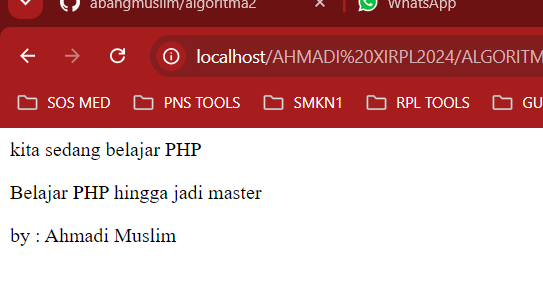 abangmuslim/algoritma2
WhatsApp
localhost/AHMADI%20XIRPL2024/ALGORITM
SOS MED
PNS TOOLS
SMKN1
RPL TOOLS
GU
kita sedang belajar PHP
Belajar PHP hingga jadi master
by : Ahmadi Muslim